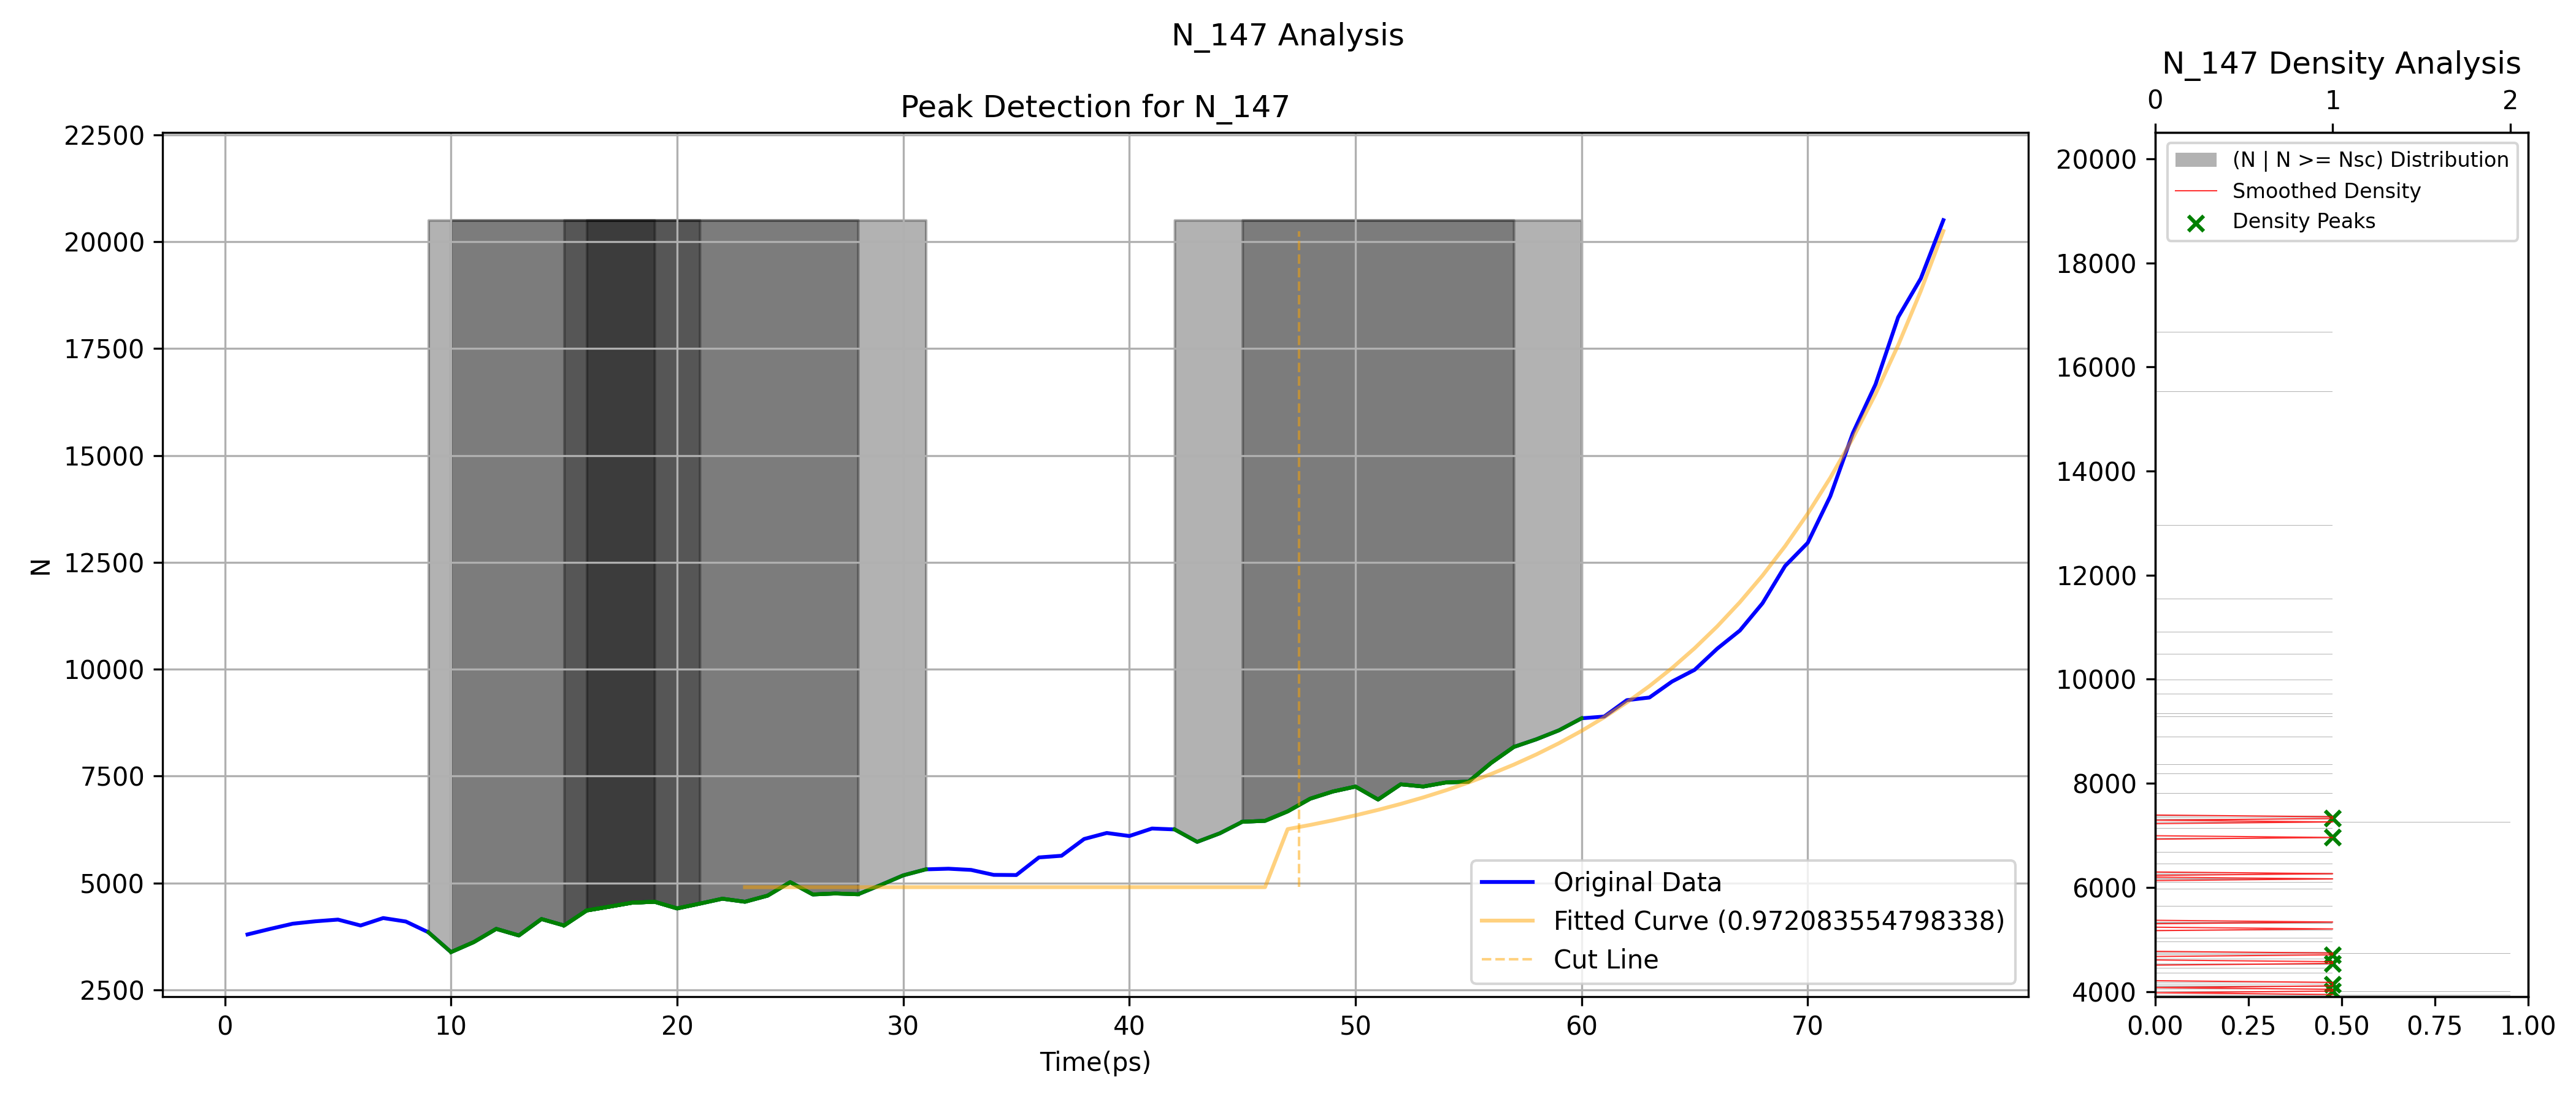 N_147 Analysis
Peak Detection for N_147
22500
20000
17500
15000
12500
10000
7500
5000
2500
N
0 10 20 30 40 50 60 70
Time(ps)
Original Data
Fitted Curve (0.972083554798338)
Cut Line
N_147 Density Analysis
0 1 2
(N | N >= Nsc) Distribution
Smoothed Density
Density Peaks
20000
18000
16000
14000
12000
10000
8000
6000
4000
0.00 0.25 0.50 0.75 1.00